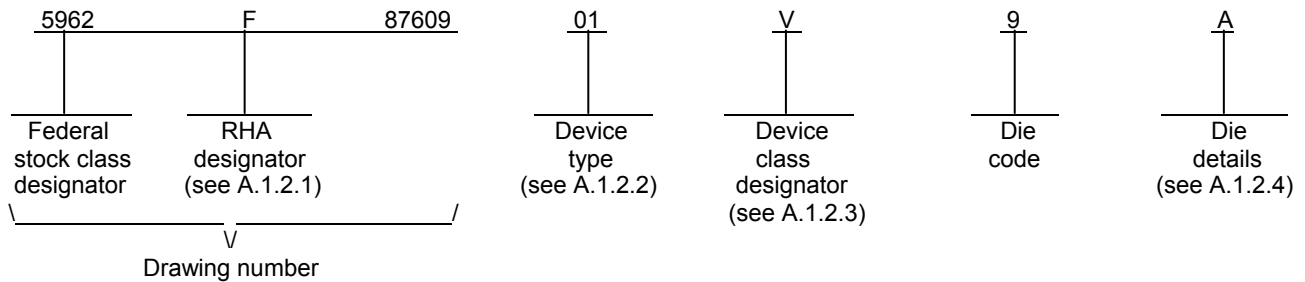 5962 F 87609 01 V 9 A
Federal RHA Device Device Die Die
stock class designator type class code details
designator (see A.1.2.1) (see A.1.2.2) designator (see A.1.2.4)
(see A.1.2.3)
\ /
\/
Drawing number